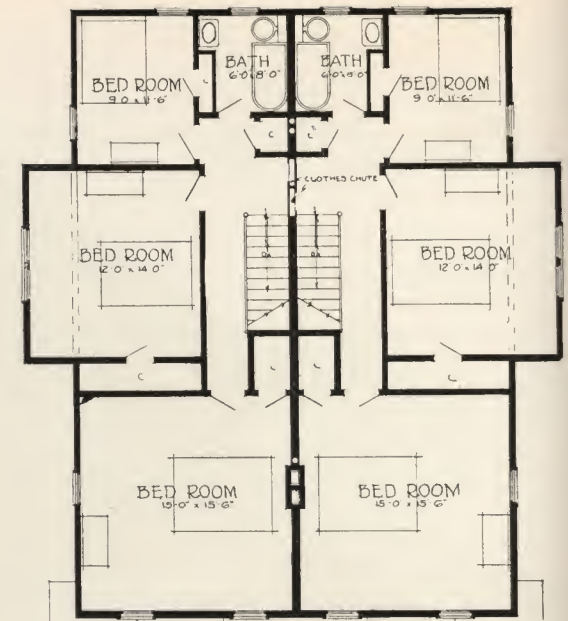 BED ROOM
9'0 x 11'-6"
BATH
6'-0 x 8'-0"
BATH
6'-0 x 8'-0"
BED ROOM
9'0" x 11'-6"
C
C
CLOTHES CHUTE
BED ROOM
12'-0" x 14'-0"
BED ROOM
12'-0" x 14'-0"
C
BED ROOM
15'-0" x 15'-6"
BED ROOM
15'-0 x 15'-6"